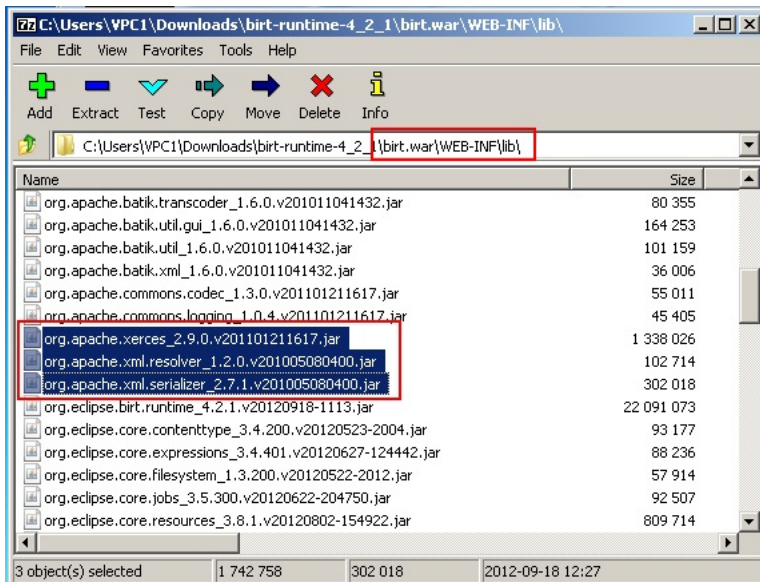 C:\Users\VPC1\Downloads\birt-runtime-4_2_1\birt.war\WEB-INF\lib\
File Edit View Favorites Tools Help
Add Extract Test Copy Move Delete Info
C:\Users\VPC1\Downloads\birt-runtime-4_2_1\birt.war\WEB-INF\lib\
Name Size
org.apache.batik.transcoder_1.6.0.v201011041432.jar 80 355
org.apache.batik.util.gui_1.6.0.v201011041432.jar 164 253
org.apache.batik.util_1.6.0.v201011041432.jar 101 159
org.apache.batik.xml_1.6.0.v201011041432.jar 36 006
org.apache.commons.codec_1.3.0.v201101211617.jar 55 011
org.apache.commons.logging_1.0.4.v201101211617.jar 45 405
org.apache.xerces_2.9.0.v201101211617.jar 1 338 026
org.apache.xml.resolver_1.2.0.v201005080400.jar 102 714
org.apache.xml.serializer_2.7.1.v201005080400.jar 302 018
org.eclipse.birt.runtime_4.2.1.v20120918-1113.jar 22 091 073
org.eclipse.core.contenttype_3.4.200.v20120523-2004.jar 93 177
org.eclipse.core.expressions_3.4.401.v20120627-124442.jar 88 236
org.eclipse.core.filesystem_1.3.200.v20120522-2012.jar 57 914
org.eclipse.core.jobs_3.5.300.v20120622-204750.jar 92 507
org.eclipse.core.resources_3.8.1.v20120802-154922.jar 809 714
3 object(s) selected 1 742 758 302 018 2012-09-18 12:27